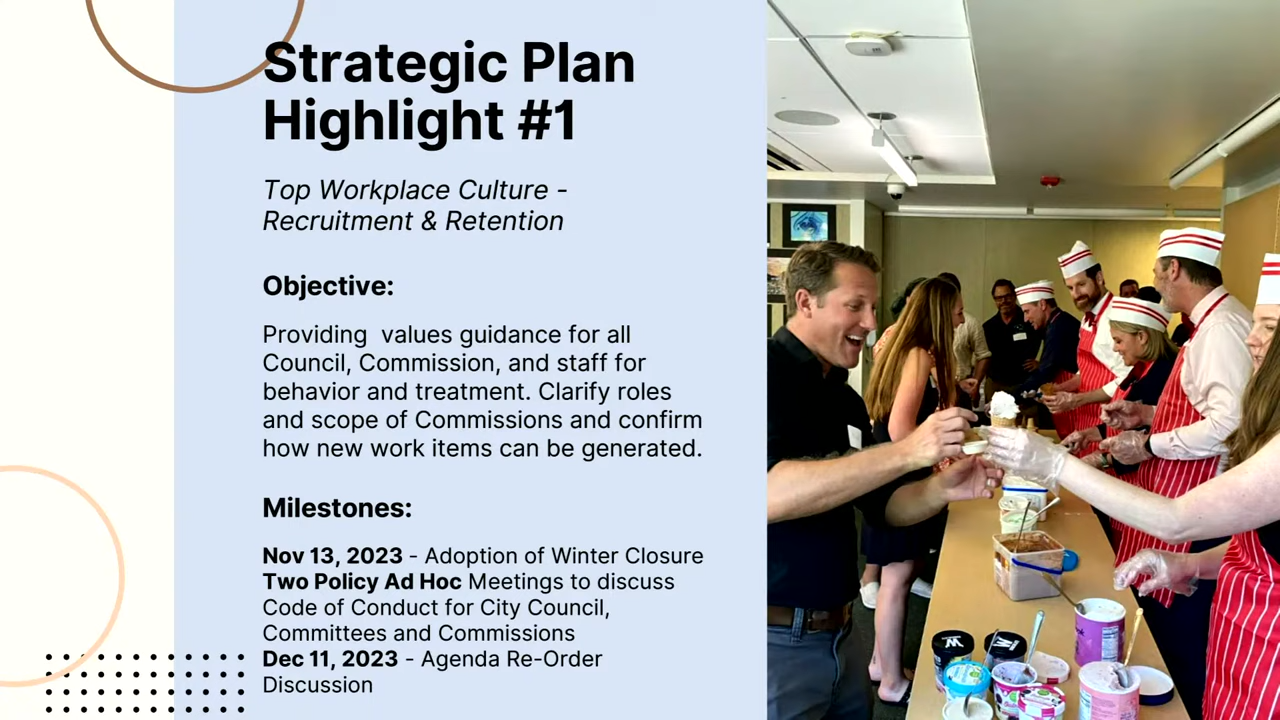 Strategic Plan
Highlight #1
Top Workplace Culture -
Recruitment & Retention
Objective:
Providing  values guidance for all
Council, Commission, and staff for
behavior and treatment. Clarify roles
and scope of Commissions and confirm
how new work items can be generated.
Milestones:
Nov 13, 2023 - Adoption of Winter Closure
Two Policy Ad Hoc Meetings to discuss
Code of Conduct for City Council,
Committees and Commissions
Dec 11, 2023 - Agenda Re-Order
Discussion